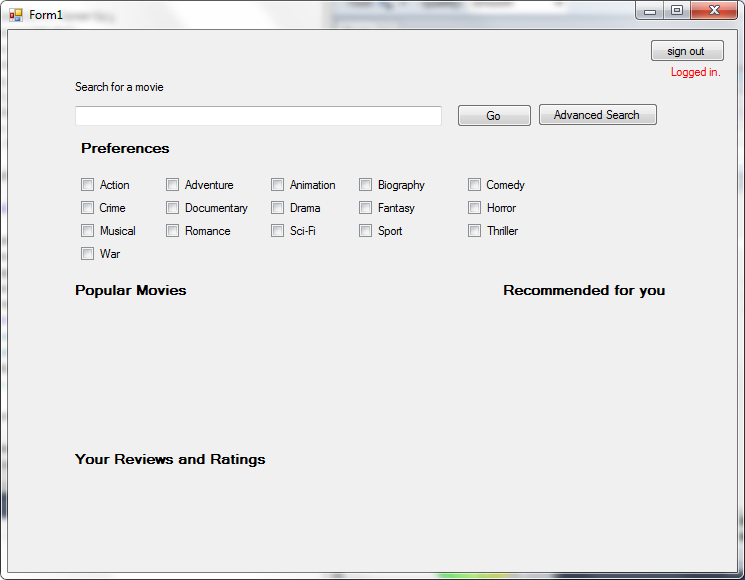 Form1
sign out
Logged in.
Search for a movie
Go Advanced Search
Preferences
Action Adventure Animation Biography Comedy
Crime Documentary Drama Fantasy Horror
Musical Romance Sci-Fi Sport Thriller
War
Popular Movies Recommended for you
Your Reviews and Ratings